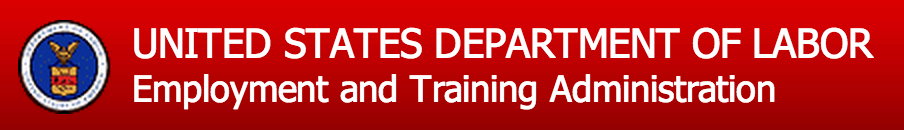 UNITED STATES DEPARTMENT OF LABOR
Employment and Training Administration